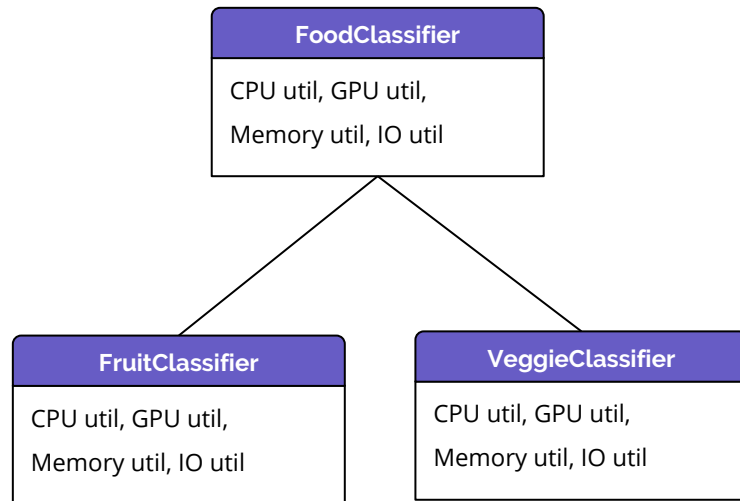 FoodClassifier
CPU util, GPU util,
Memory util, IO util
FruitClassifier
CPU util, GPU util,
Memory util, IO util
VeggieClassifier
CPU util, GPU util,
Memory util, IO util